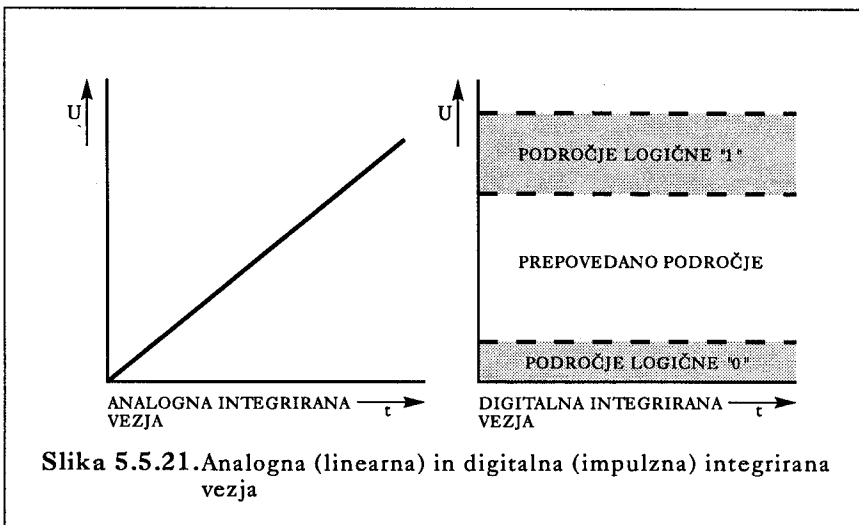 U
ANALOGNA INTEGRIRANA
VEZJA
t
U
PODROČJE LOGIČNE "1"
PREPOVEDANO PODROČJE
PODROČJE LOGIČNE "0"
DIGITALNA INTEGRIRANA
VEZJA
t
Slika 5.5.21. Analogna (linearna) in digitalna (impulzna) integrirana
vezja